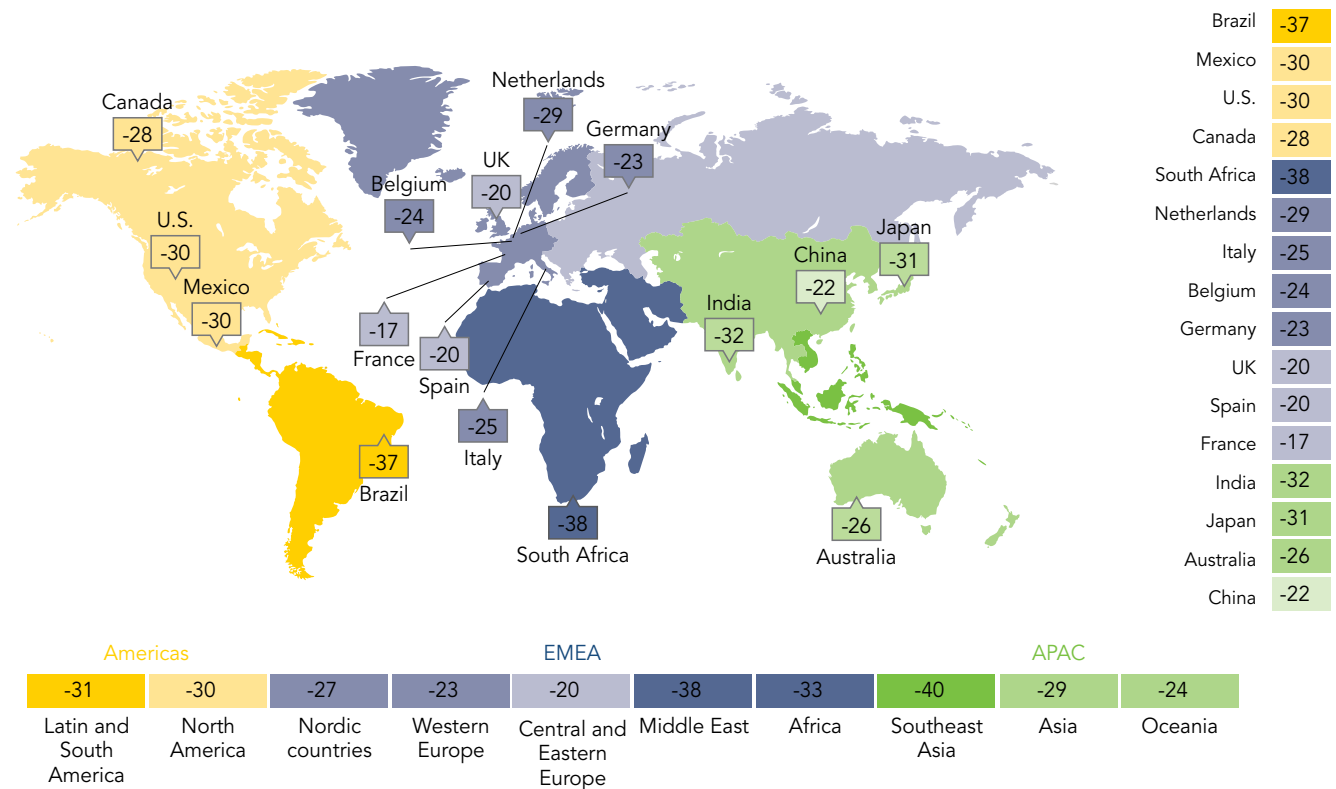 Netherlands
-29
Canada
-28
Germany
-23
UK
-20
Belgium
-24
U.S.
-30
Mexico
-30
Japan
-31
China
-22
India
-32
-17
France
-20
Spain
-25
Italy
-37
Brazil
-38
South Africa
-26
Australia
Brazil -37
Mexico -30
U.S. -30
Canada -28
South Africa -38
Netherlands -29
Italy -25
Belgium -24
Germany -23
UK -20
Spain -20
France -17
India -32
Japan -31
Australia -26
China -22
Americas EMEA APAC
-31 -30 -27 -23 -20 -38 -33 -40 -29 -24
Latin and
South
America
North
America
Nordic
countries
Western
Europe
Central and
Eastern
Europe
Middle East
Africa
Southeast
Asia
Asia
Oceania